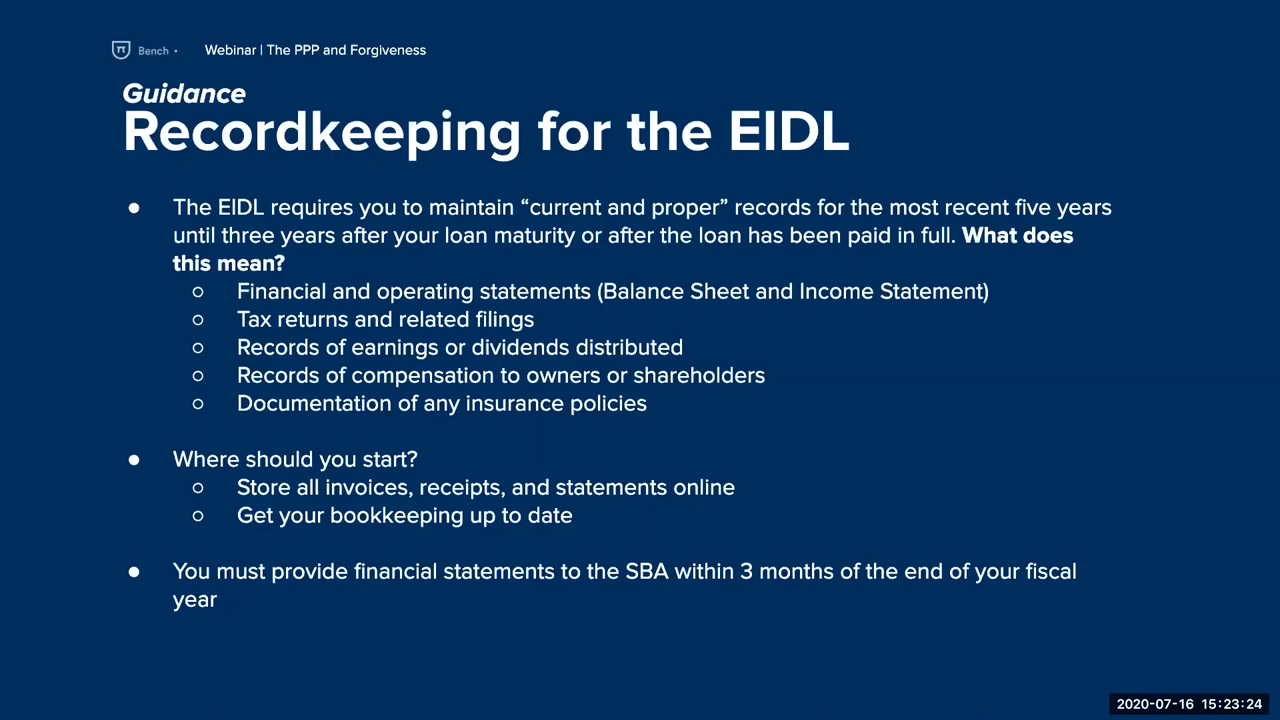 Bench •
Webinar | The PPP and Forgiveness
Guidance
Recordkeeping for the EIDL
● The EIDL requires you to maintain “current and proper” records for the most recent five years
until three years after your loan maturity or after the loan has been paid in full. What does
this mean?
○ Financial and operating statements (Balance Sheet and Income Statement)
○ Tax returns and related filings
○ Records of earnings or dividends distributed
○ Records of compensation to owners or shareholders
○ Documentation of any insurance policies
● Where should you start?
○ Store all invoices, receipts, and statements online
○ Get your bookkeeping up to date
● You must provide financial statements to the SBA within 3 months of the end of your fiscal
year
2020-07-16 15:23:24